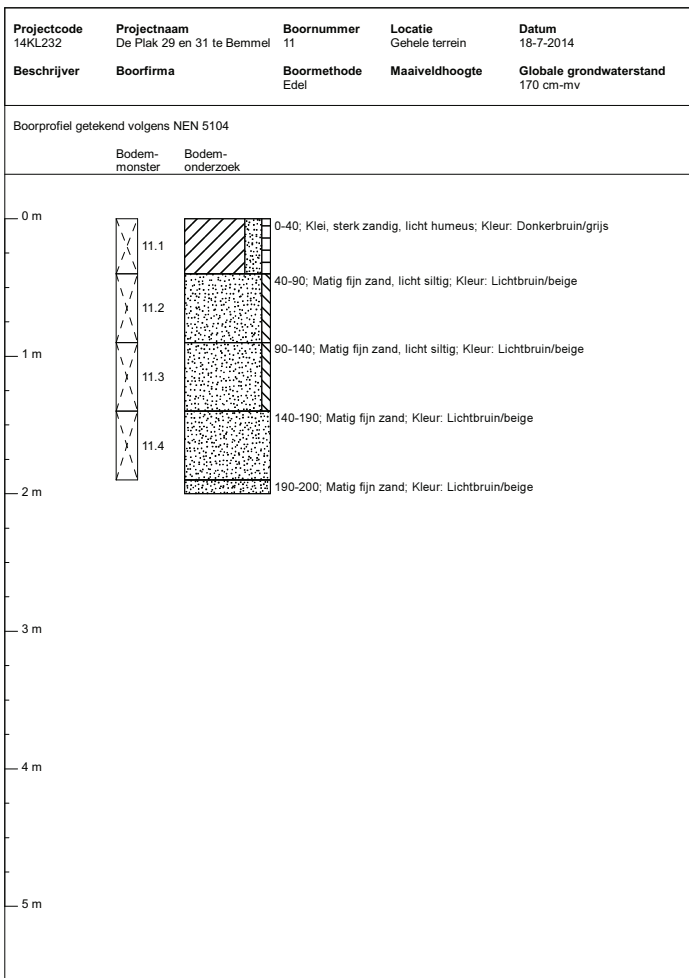 Projectcode Projectnaam Boornummer Locatie Datum
14KL232 De Plak 29 en 31 te Bemmel 11 Gehele terrein 18-7-2014
Beschrijver Boorfirma Boormethode Maaiveldhoogte Globale grondwaterstand
Edel 170 cm-mv
Boorprofiel getekend volgens NEN 5104
Bodem- Bodem-
monster onderzoek
0 m
0-40; Klei, sterk zandig, licht humeus; Kleur: Donkerbruin/grijs
11.1
40-90; Matig fijn zand, licht siltig; Kleur: Lichtbruin/beige
11.2
90-140; Matig fijn zand, licht siltig; Kleur: Lichtbruin/beige
1 m
11.3
140-190; Matig fijn zand; Kleur: Lichtbruin/beige
11.4
190-200; Matig fijn zand; Kleur: Lichtbruin/beige
2 m
3 m
4 m
5 m